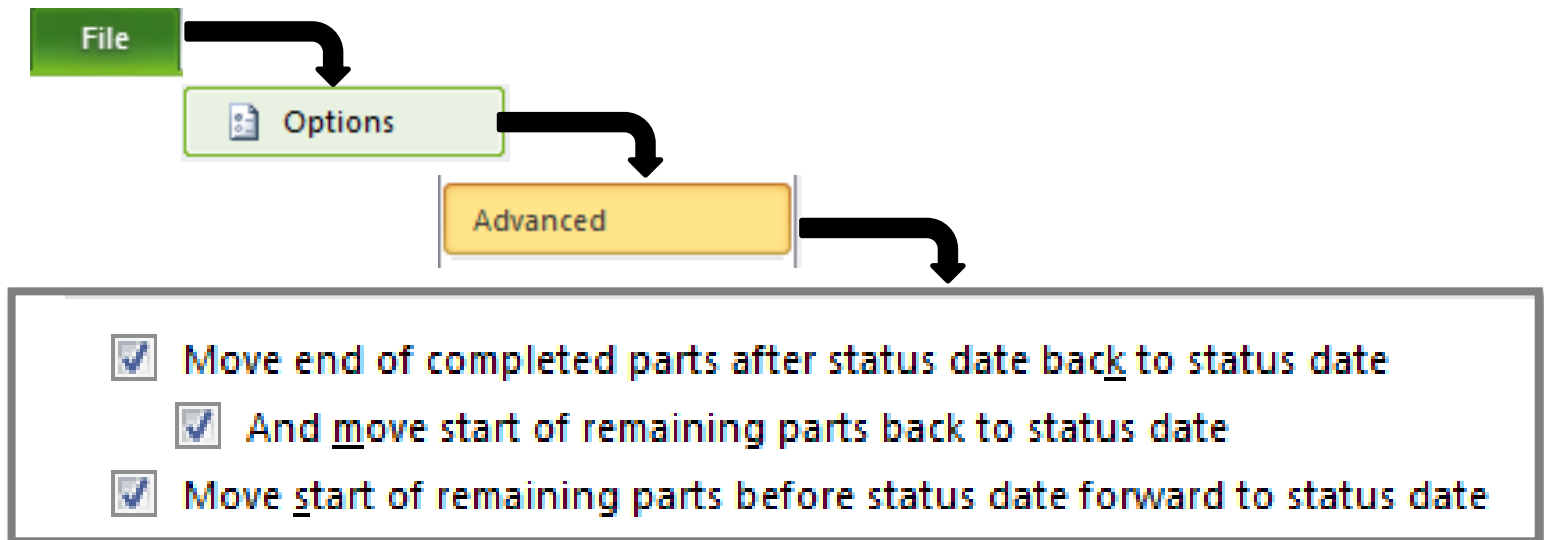 File
Options
Advanced
Move end of completed parts after status date back to status date
And move start of remaining parts back to status date
Move start of remaining parts before status date forward to status date